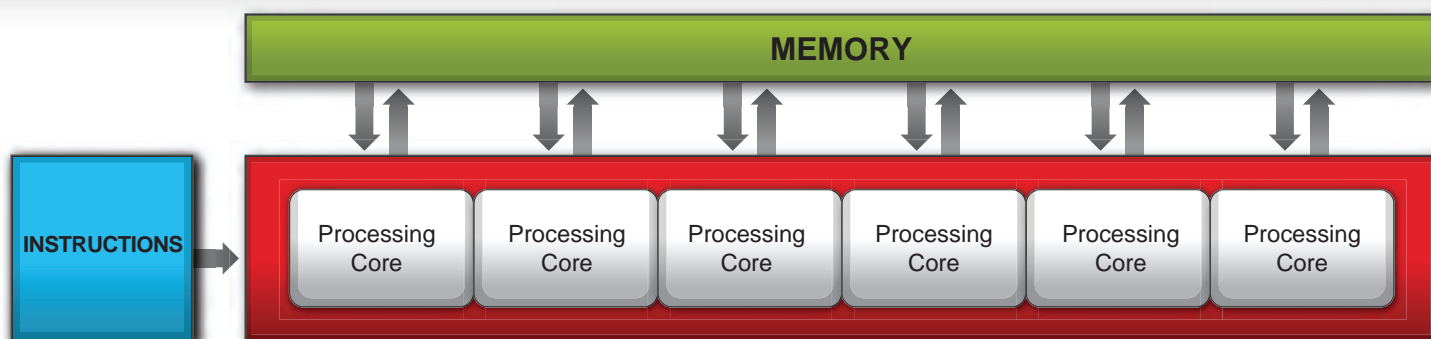 MEMORY
INSTRUCTIONS
Processing
Core
Processing
Core
Processing
Core
Processing
Core
Processing
Core
Processing
Core